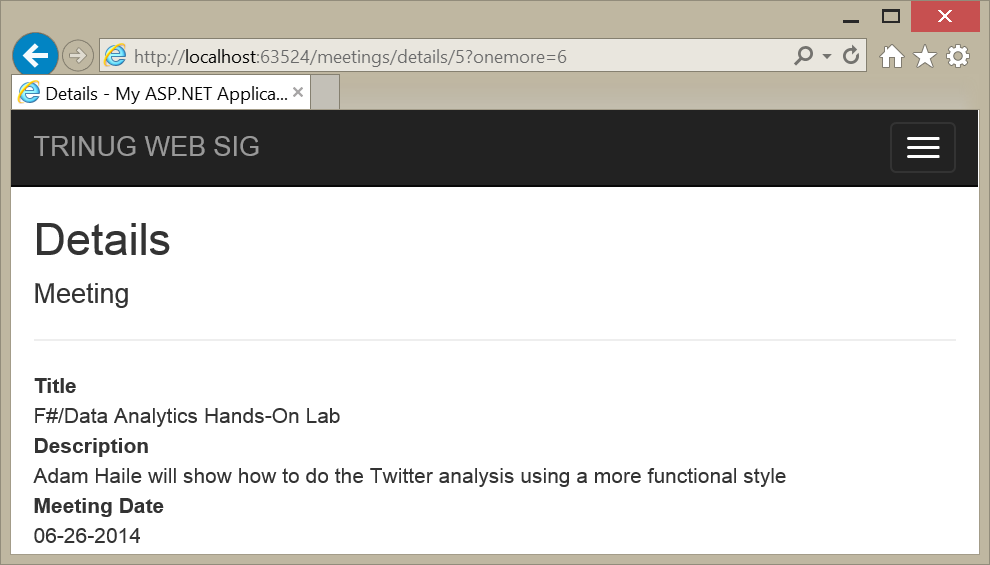 http://localhost:63524/meetings/details/5?onemore=6
Details - My ASP.NET Applica...
TRINUG WEB SIG
Details
Meeting
Title
F#/Data Analytics Hands-On Lab
Description
Adam Haile will show how to do the Twitter analysis using a more functional style
Meeting Date
06-26-2014